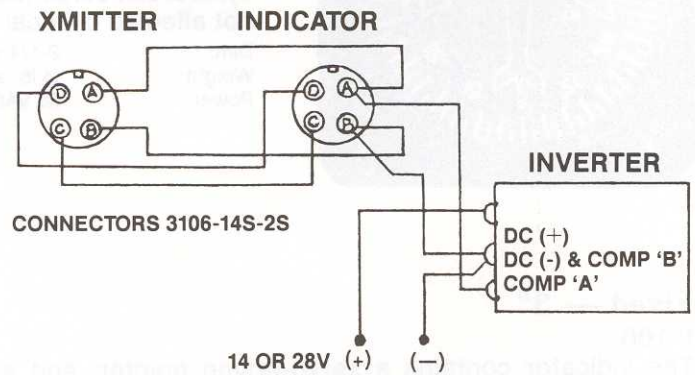 XMITTER INDICATOR
D A D A
C B C B
INVERTER
CONNECTORS 3106-14S-2S
DC (+)
DC (-) & COMP ‘B’
COMP ‘A’
14 OR 28V (+) (—)